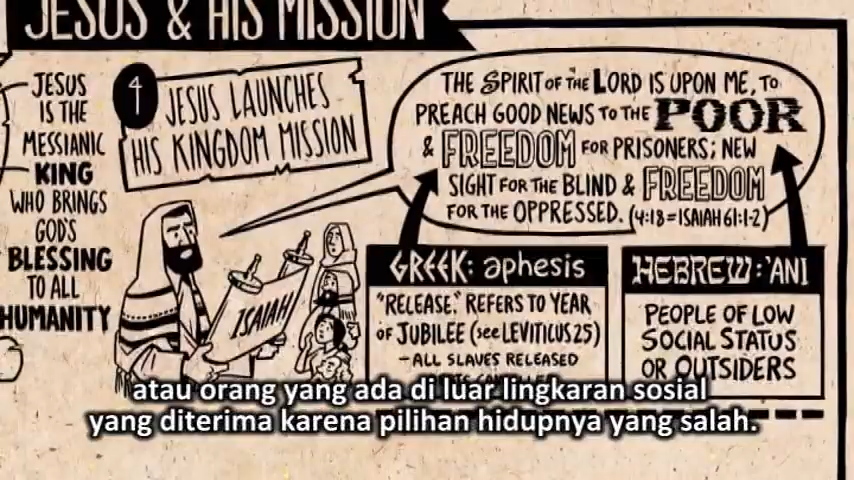 JESUS & HIS MISSION
JESUS
IS THE
MESSIANIC
KING
WHO BRINGS
GOD'S
BLESSING
TO ALL
HUMANITY
4
JESUS LAUNCHES
HIS KINGDOM MISSION
THE SPIRIT OF THE LORD IS UPON ME, TO
PREACH GOOD NEWS TO THE POOR
& FREEDOM FOR PRISONERS; NEW
SIGHT FOR THE BLIND & FREEDOM
FOR THE OPPRESSED. (4:18=ISAIAH 61:1-2)
ISAIAH
GREEK: aphesis
"RELEASE." REFERS TO YEAR
OF JUBILEE (see LEVITICUS 25)
-ALL SLAVES RELEASED
HEBREW: 'ANI
PEOPLE OF LOW
SOCIAL STATUS
OR OUTSIDERS
atau orang yang ada di luar lingkaran sosial
yang diterima karena pilihan hidupnya yang salah.